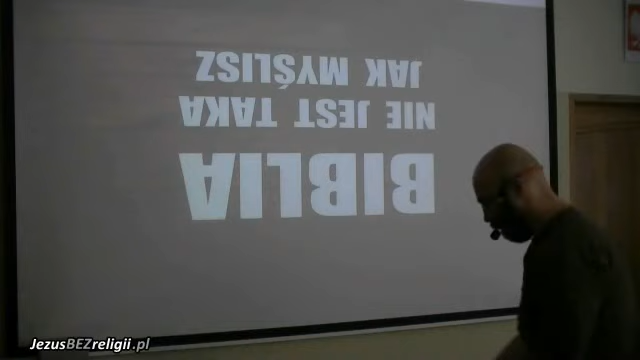 BIBLIA
NIE JEST TAKA
JAK MYŚLISZ
JezusBEZreligii.pl